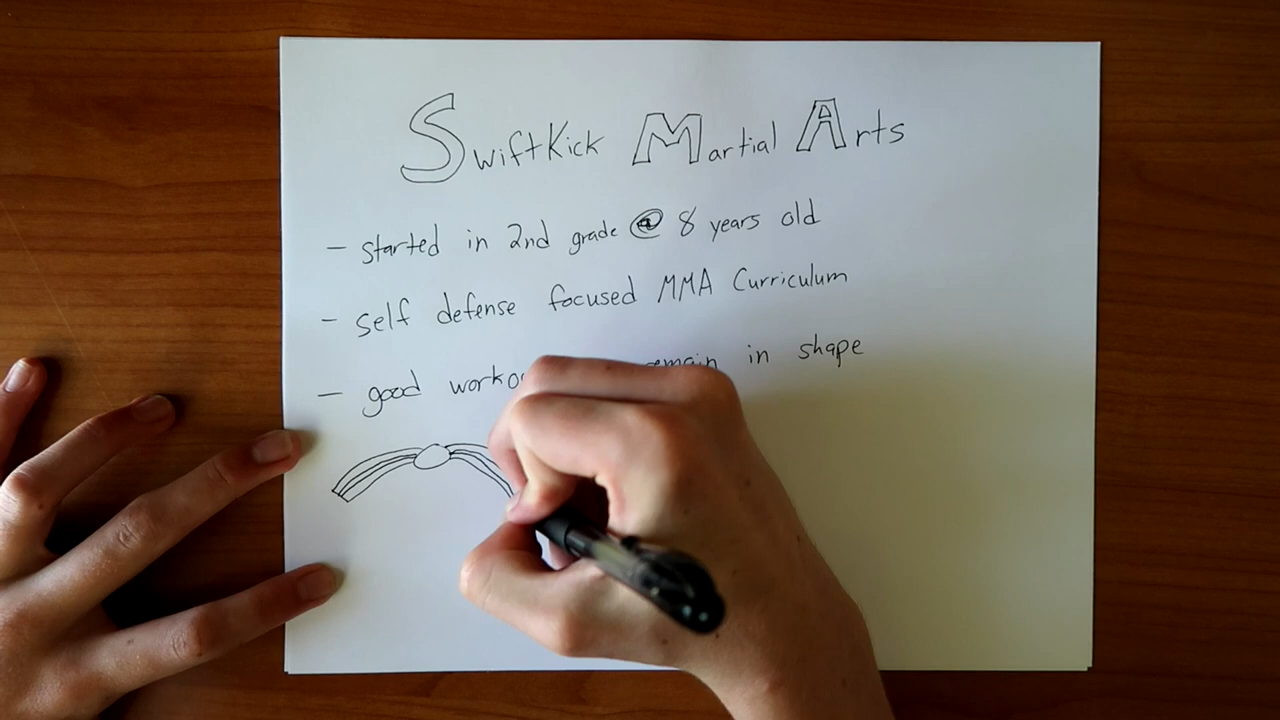 SwiftKick Martial Arts
- started in 2nd grade @ 8 years old
- self defense focused MMA Curriculum
- good in shape